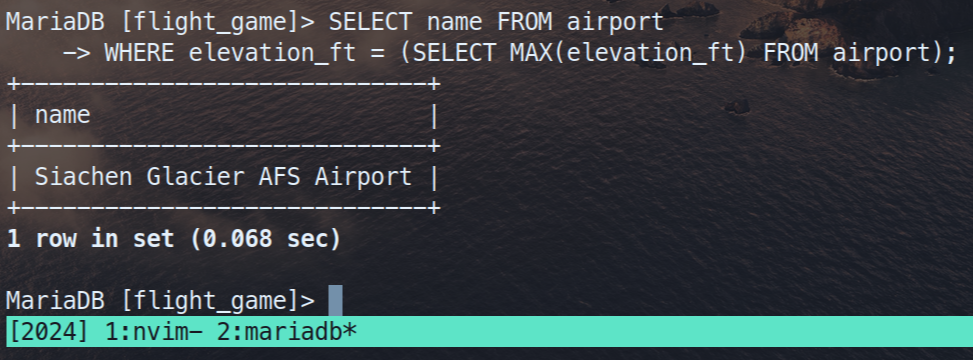 MariaDB [flight_game]> SELECT name FROM airport
    -> WHERE elevation_ft = (SELECT MAX(elevation_ft) FROM airport);
+----------------------------+
| name                       |
+----------------------------+
| Siachen Glacier AFS Airport |
+----------------------------+
1 row in set (0.068 sec)
MariaDB [flight_game]>
[2024] 1:nvim- 2:mariadb*